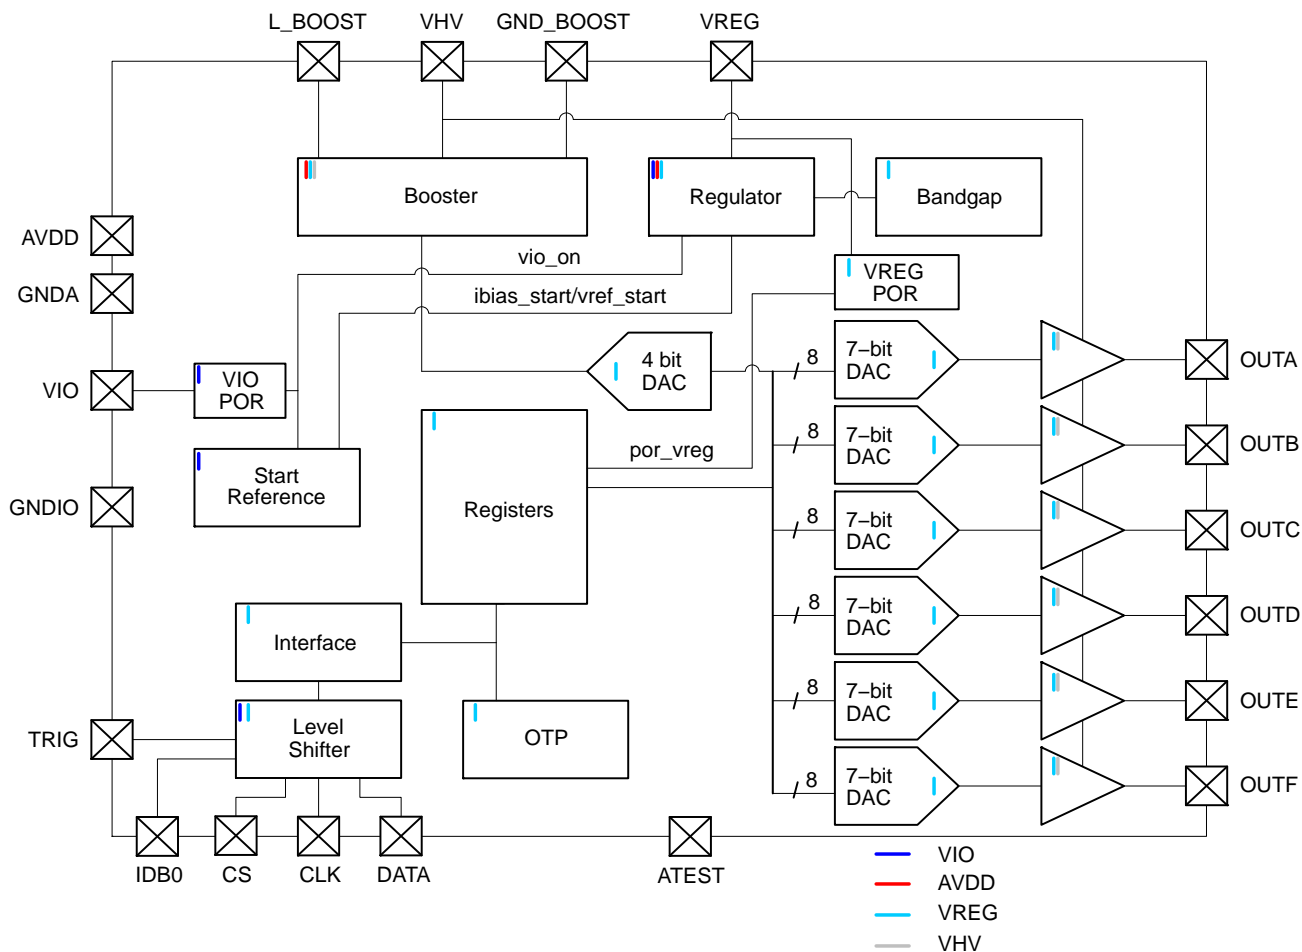 L_BOOST VHV GND_BOOST VREG
Booster
Regulator
Bandgap
AVDD
GNDA
vio_on
VREG
POR
ibias_start/vref_start
VIO
VIO
POR
4 bit
DAC
8
7–bit
DAC
OUTA
8
7–bit
DAC
OUTB
por_vreg
Start
Reference
GNDIO
Registers
8
7–bit
DAC
OUTC
8
7–bit
DAC
OUTD
Interface
8
7–bit
DAC
OUTE
TRIG
Level
Shifter
OTP
8
7–bit
DAC
OUTF
IDB0 CS CLK DATA ATEST
VIO
AVDD
VREG
VHV